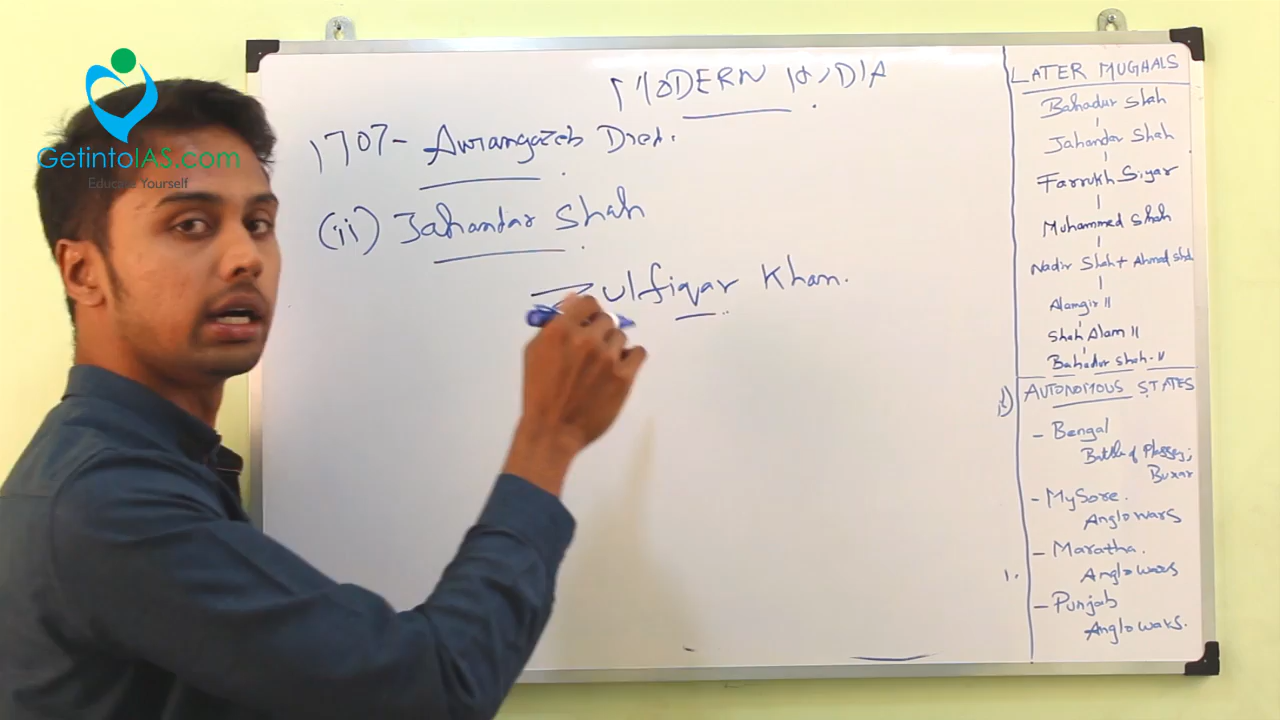 GetintoIAS.com
Educate Yourself
MODERN INDIA
1707- Aurangazeb Died.
(ii) Jahandar Shah
Zulfiqar Khan.
LATER MUGHALS
Bahadur Shah
Jahandar Shah
Farrukh Siyar
Muhammed Shah
Nadir Shah + Ahmad Shah
Alamgir II
Shah Alam II
Bahadur Shah-II
AUTONOMOUS STATES
- Bengal
Battle of Plassey;
Buxar
- Mysore.
Anglo wars
- Maratha.
Anglo wars
- Punjab
Anglo wars.